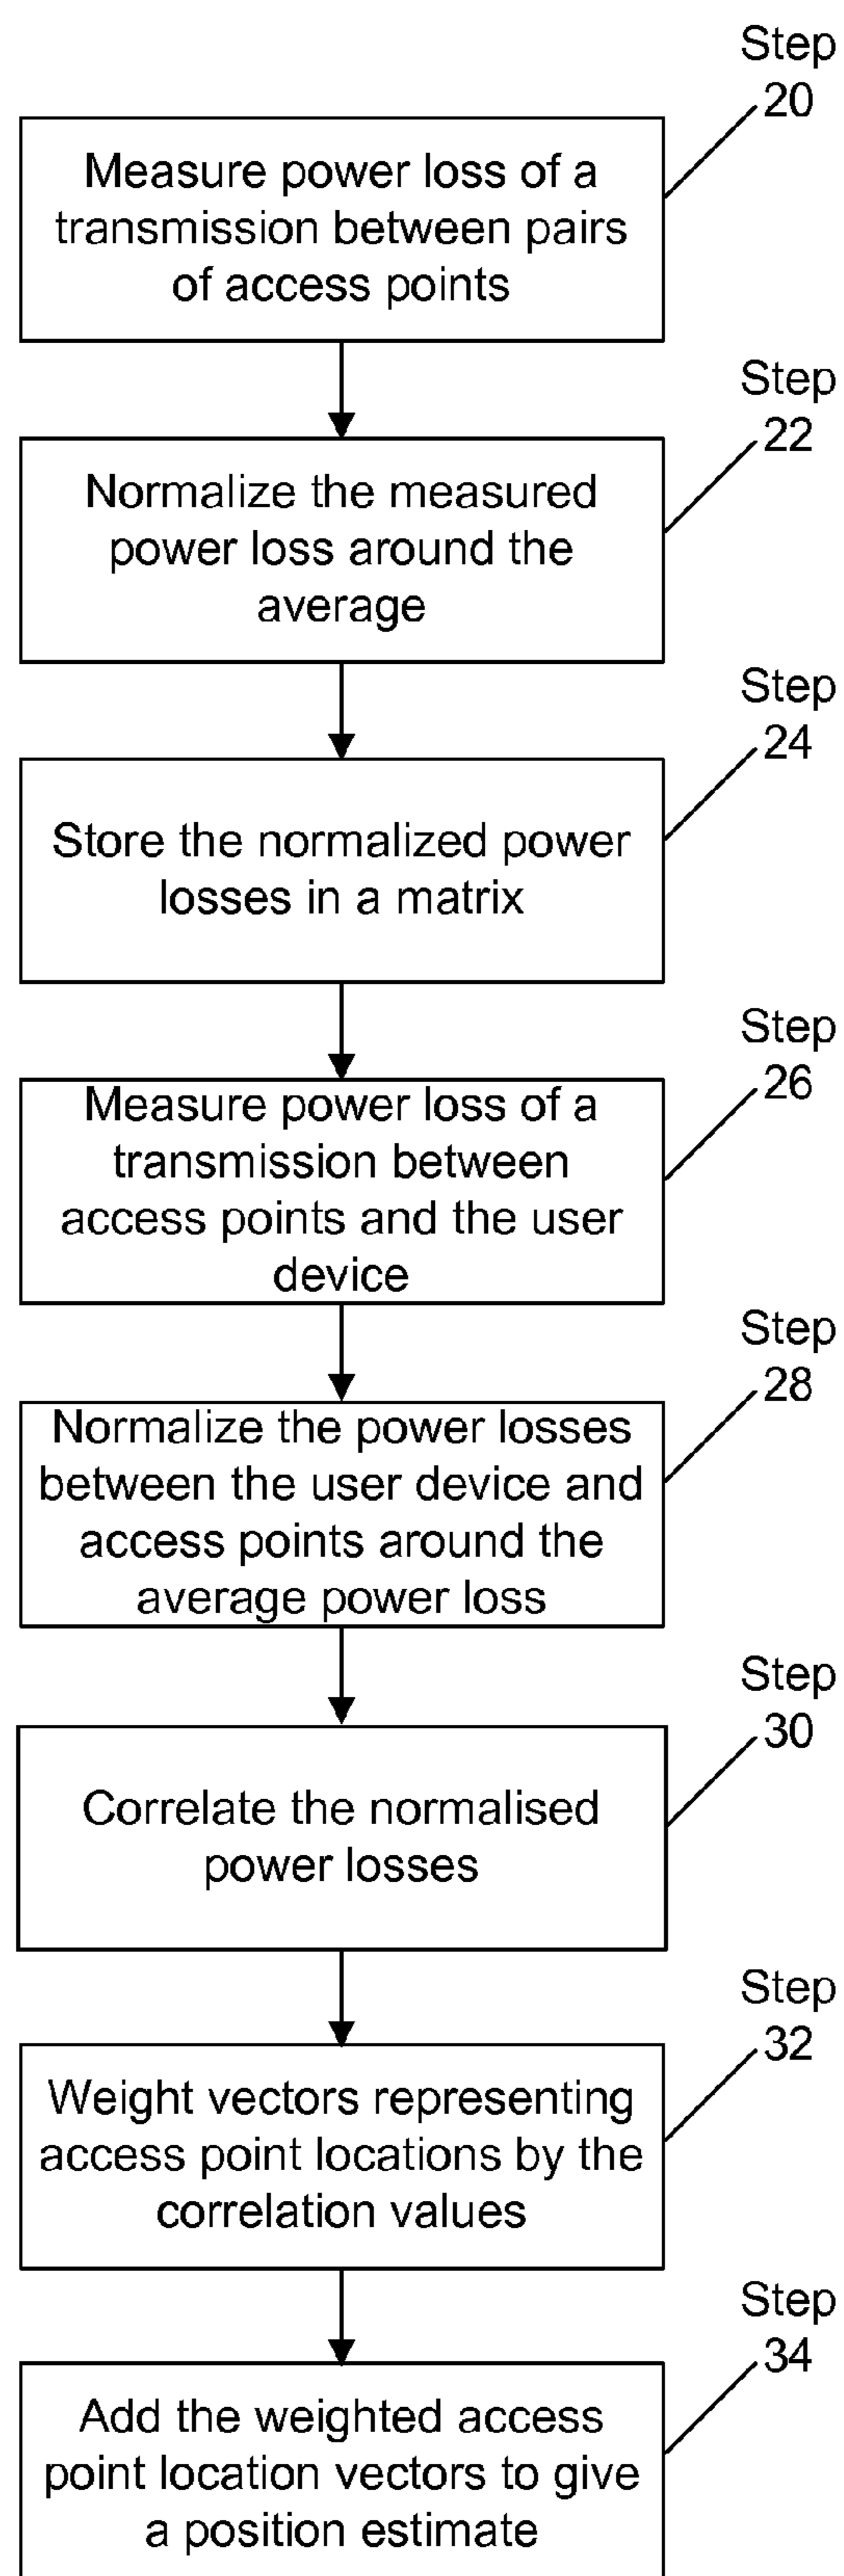 Step
20
Measure power loss of a
transmission between pairs
of access points
Step
22
Normalize the measured
power loss around the
average
Step
24
Store the normalized power
losses in a matrix
Step
26
Measure power loss of a
transmission between
access points and the user
device
Step
28
Normalize the power losses
between the user device and
access points around the
average power loss
Step
30
Correlate the normalised
power losses
Step
32
Weight vectors representing
access point locations by the
correlation values
Step
34
Add the weighted access
point location vectors to give
a position estimate